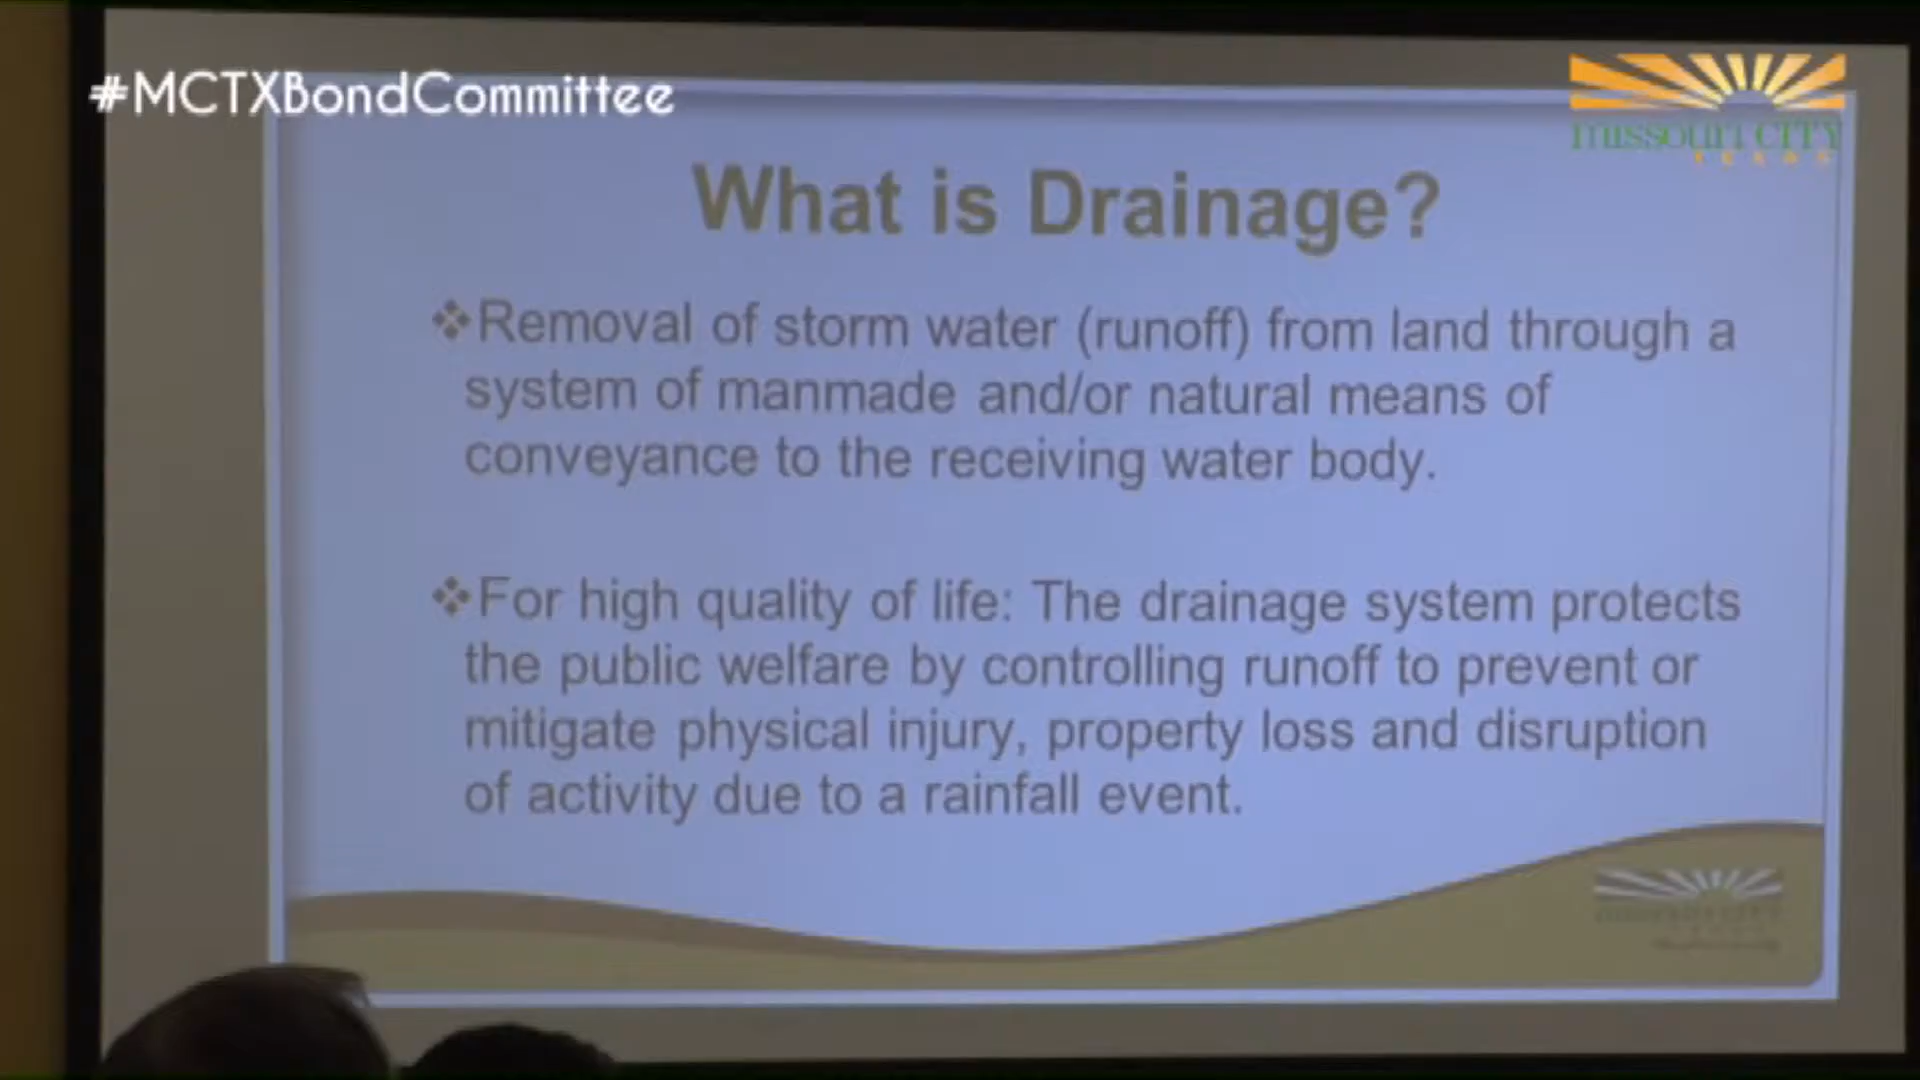 #MCTXBondCommittee
missouri CITY
TEXAS
What is Drainage?
❖Removal of storm water (runoff) from land through a
system of manmade and/or natural means of
conveyance to the receiving water body.
❖For high quality of life: The drainage system protects
the public welfare by controlling runoff to prevent or
mitigate physical injury, property loss and disruption
of activity due to a rainfall event.